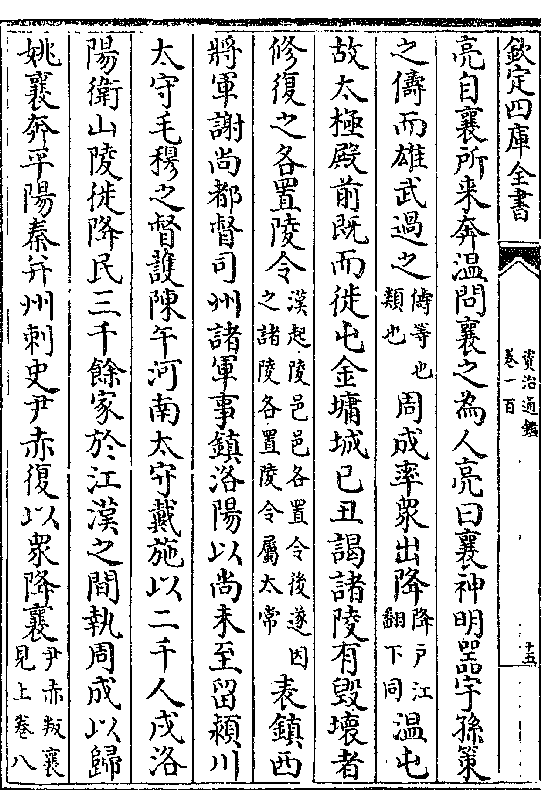 欽定四庫全書
資治通鑑
卷一百
十五
亮自襄所来奔温問襄之為人亮曰襄神明器宇孫策
之儔而雄武過之儔等也類也周成率衆出降降戸江翻下同温屯
故太極殿前既而徙屯金墉城已丑謁諸陵有毁壞者
修復之各置陵令漢起陵邑邑各置令後遂因之諸陵各置陵令屬太常表鎮西
將軍謝尚都督司州諸軍事鎮洛陽以尚未至留潁川
太守毛穆之督護陳午河南太守戴施以二千人戍洛
陽衛山陵徙降民三千餘家於江漢之間執周成以歸
姚襄奔平陽秦并州刺史尹赤復以衆降襄尹赤叛襄見上卷八